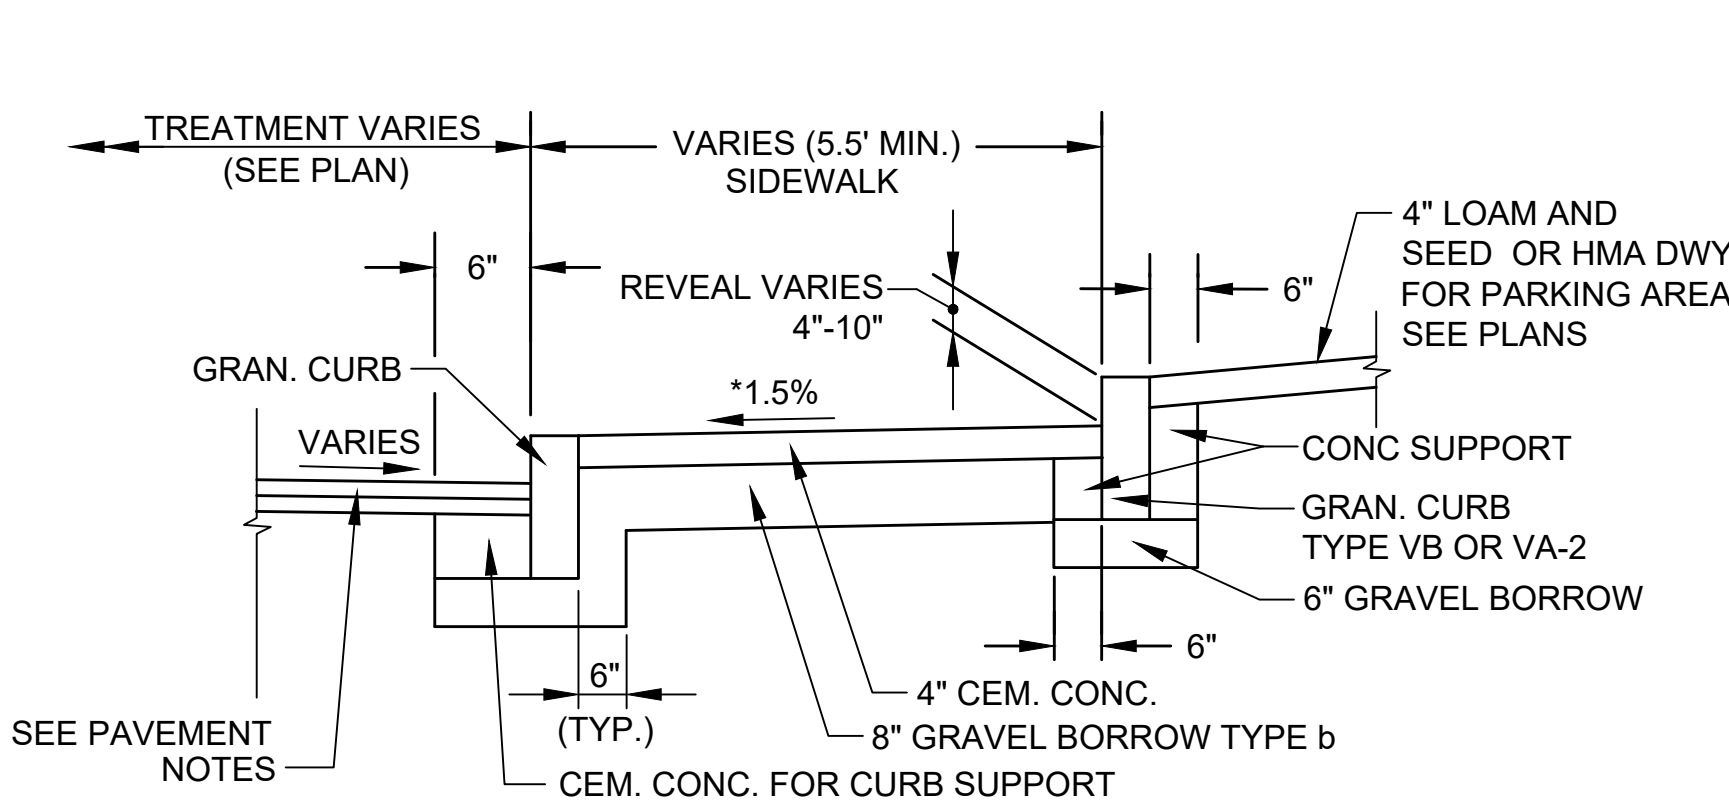 TREATMENT VARIES
(SEE PLAN)
VARIES (5.5' MIN.)
SIDEWALK
4" LOAM AND
SEED OR HMA DWY
FOR PARKING AREA
SEE PLANS
6"
REVEAL VARIES
4"-10"
6"
GRAN. CURB
*1.5%
VARIES
CONC SUPPORT
GRAN. CURB
TYPE VB OR VA-2
6" GRAVEL BORROW
6"
6"
(TYP.)
4" CEM. CONC.
8" GRAVEL BORROW TYPE b
SEE PAVEMENT
NOTES
CEM. CONC. FOR CURB SUPPORT